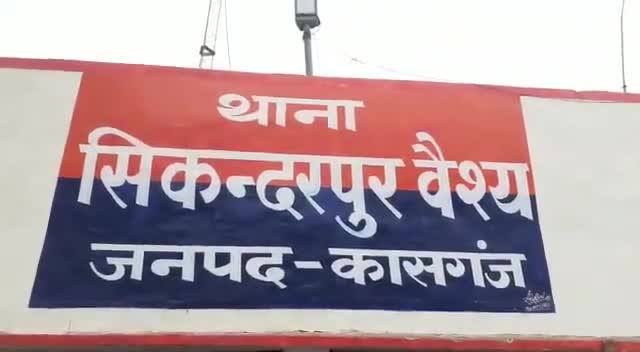 थाना
सिकन्दरपुर वैश्य
जनपद-कासगंज